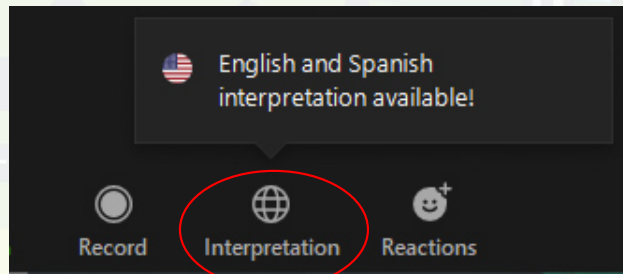 English and Spanish
interpretation available!
Record Interpretation Reactions